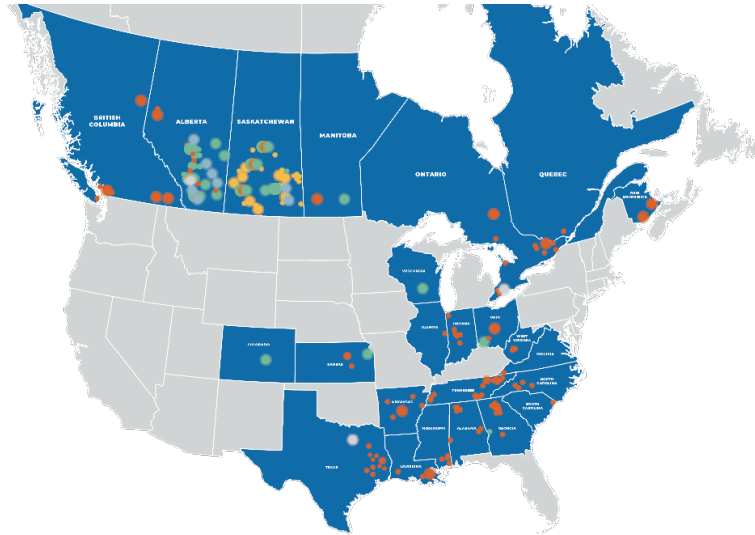 BRITISH
COLUMBIA
ALBERTA
SASKATCHEWAN
MANITOBA
ONTARIO
QUEBEC
NEW
BRUNSWICK
WISCONSIN
ILLINOIS
INDIANA
OHIO
WEST
VIRGINIA
VIRGINIA
COLORADO
KANSAS
NORTH
CAROLINA
TENNESSEE
ARKANSAS
SOUTH
CAROLINA
MISSISSIPPI
ALABAMA
GEORGIA
TEXAS
LOUISIANA